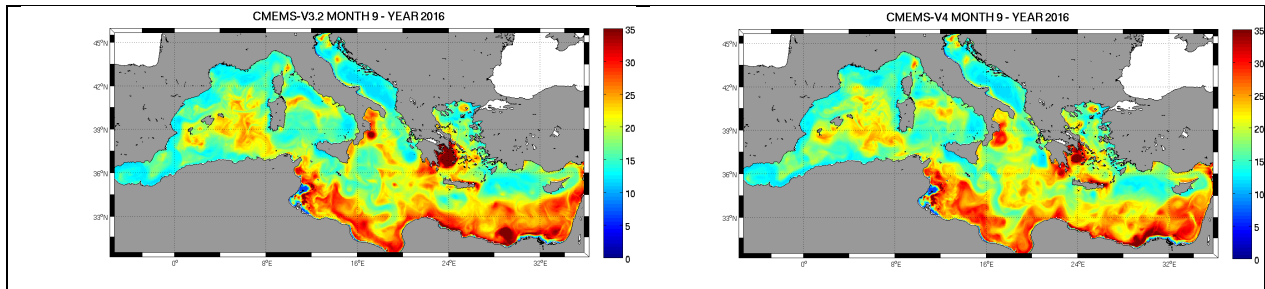 CMEMS-V3.2 MONTH 9 - YEAR 2016
45°N
42°N
39°N
36°N
33°N
0°
8°E
16°E
24°E
32°E
35
30
25
20
15
10
5
0
CMEMS-V4 MONTH 9 - YEAR 2016
45°N
42°N
39°N
36°N
33°N
0°
8°E
16°E
24°E
32°E
35
30
25
20
15
10
5
0